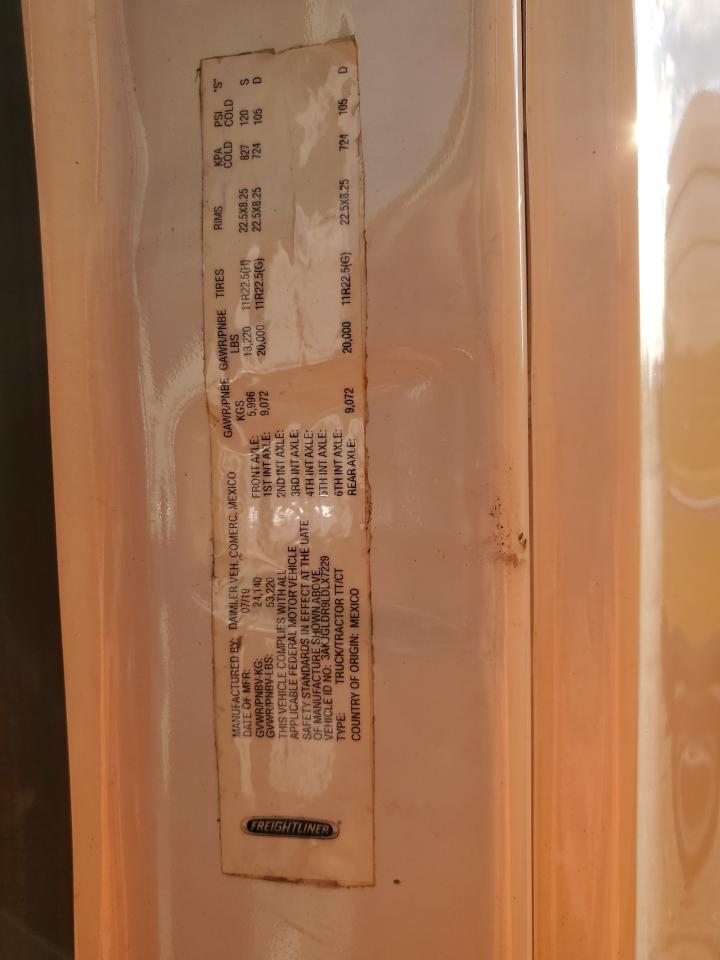 FREIGHTLINER
MANUFACTURED BY: DAIMLER VEH. COMERC. MEXICO
DATE OF MFR: 07/19
GVWR/PNBV-KG: 24,140
GVWR/PNBV-LBS: 53,220
THIS VEHICLE COMPLIES WITH ALL
APPLICABLE FEDERAL MOTOR VEHICLE
SAFETY STANDARDS IN EFFECT AT THE DATE
OF MANUFACTURE SHOWN ABOVE
VEHICLE ID NO: 3AKJGLDR9LDLX7229
TYPE: TRUCK/TRACTOR TT/CT
COUNTRY OF ORIGIN: MEXICO
GAWR/PNBE GAWR/PNBE TIRES RIMS KPA PSI "S"
KGS LBS COLD COLD
FRONT AXLE: 5,996 13,220 11R22.5(H) 22.5X8.25 827 120 S
1ST INT AXLE: 9,072 20,000 11R22.5(G) 22.5X8.25 724 105 D
2ND INT AXLE:
3RD INT AXLE:
4TH INT AXLE:
5TH INT AXLE:
6TH INT AXLE:
REAR AXLE: 9,072 20,000 11R22.5(G) 22.5X8.25 724 105 D